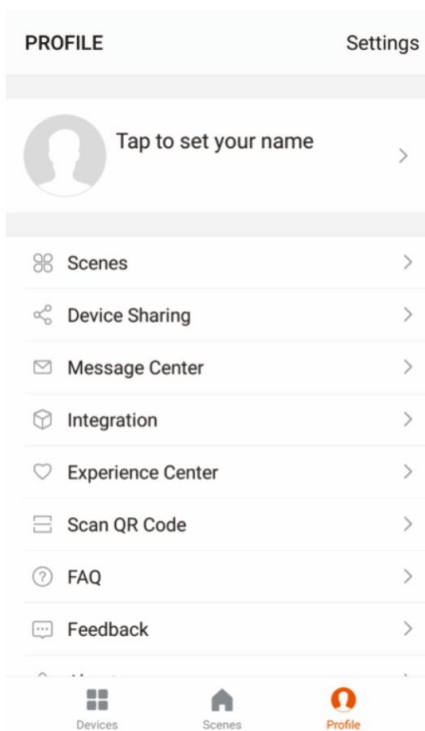 PROFILE Settings
Tap to set your name
Scenes
Device Sharing
Message Center
Integration
Experience Center
Scan QR Code
FAQ
Feedback
Devices Scenes Profile